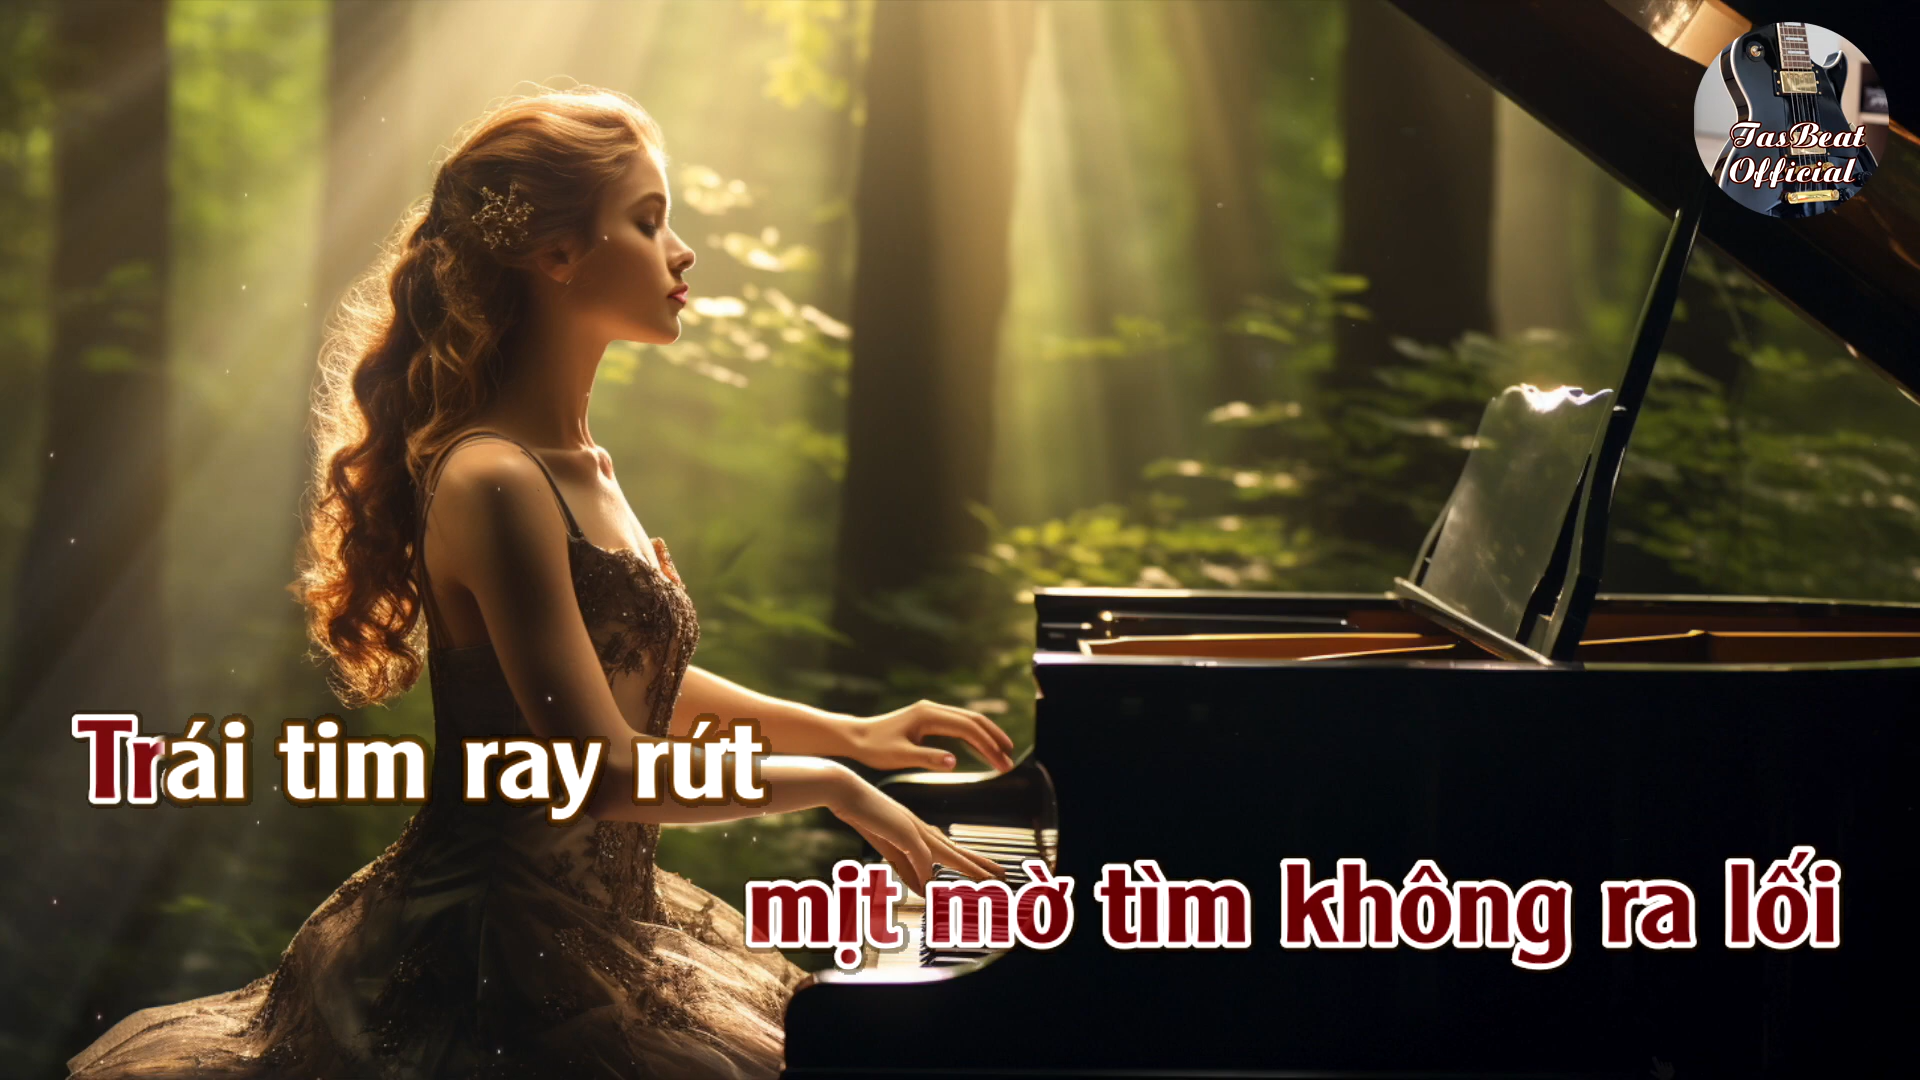 TasBeat
Official
Trái tim ray rứt
mịt mờ tìm không ra lối